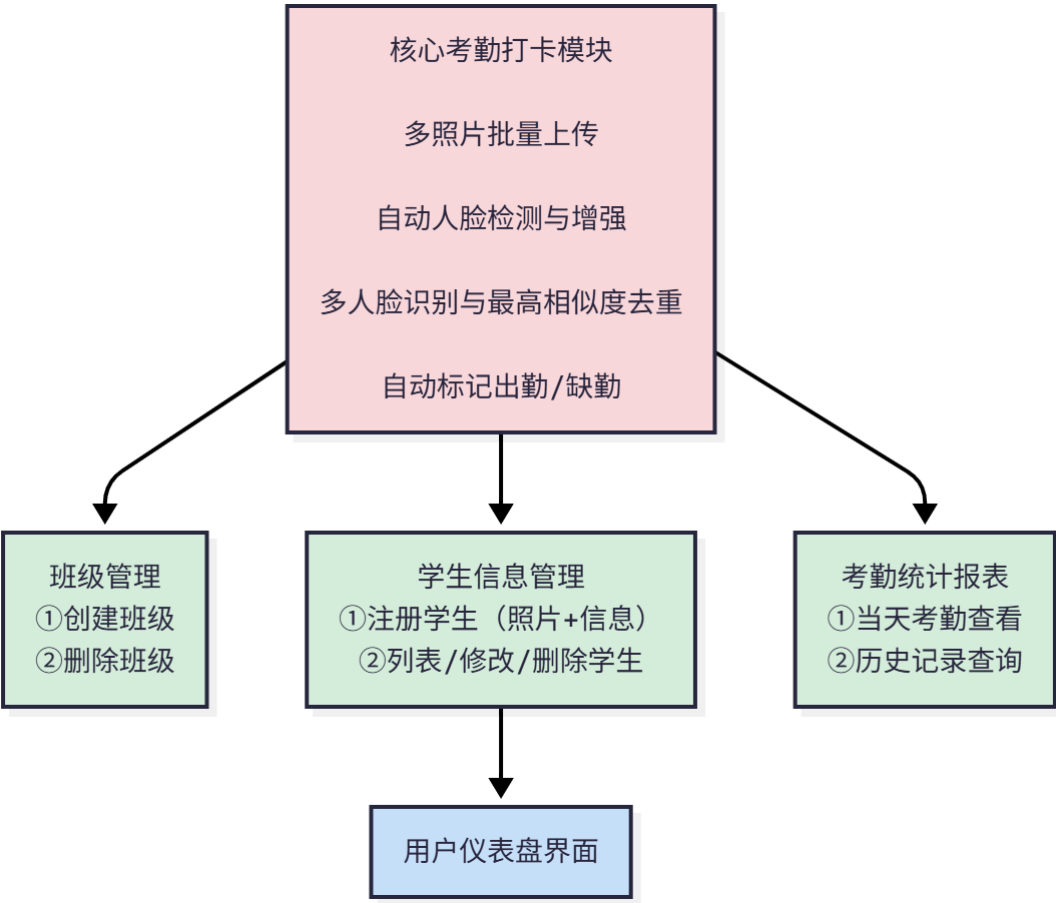 核心考勤打卡模块
多照片批量上传
自动人脸检测与增强
多人脸识别与最高相似度去重
自动标记出勤/缺勤
班级管理
①创建班级
②删除班级
学生信息管理
①注册学生（照片+信息）
②列表/修改/删除学生
考勤统计报表
①当天考勤查看
②历史记录查询
用户仪表盘界面